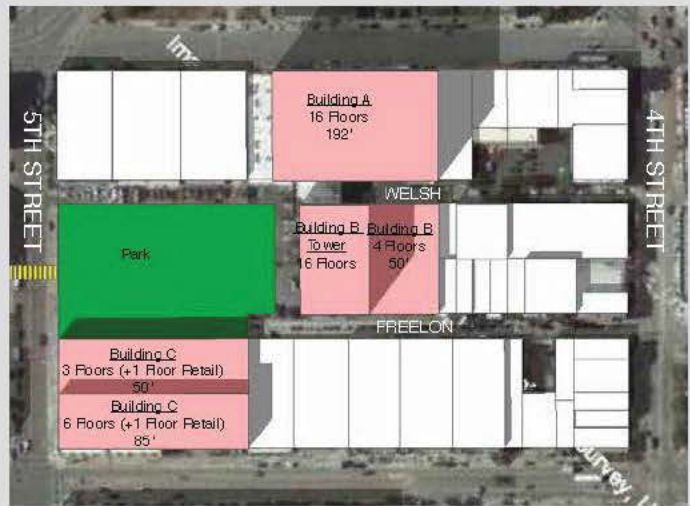 Building A
16 Floors
192'
5TH STREET
4TH STREET
WELSH
Park
Building B
Tower
16 Floors
Building B
4 Floors
50'
FREELON
Building C
3 Floors (+1 Floor Retail)
50'
Building C
6 Floors (+1 Floor Retail)
85'
urvey, U